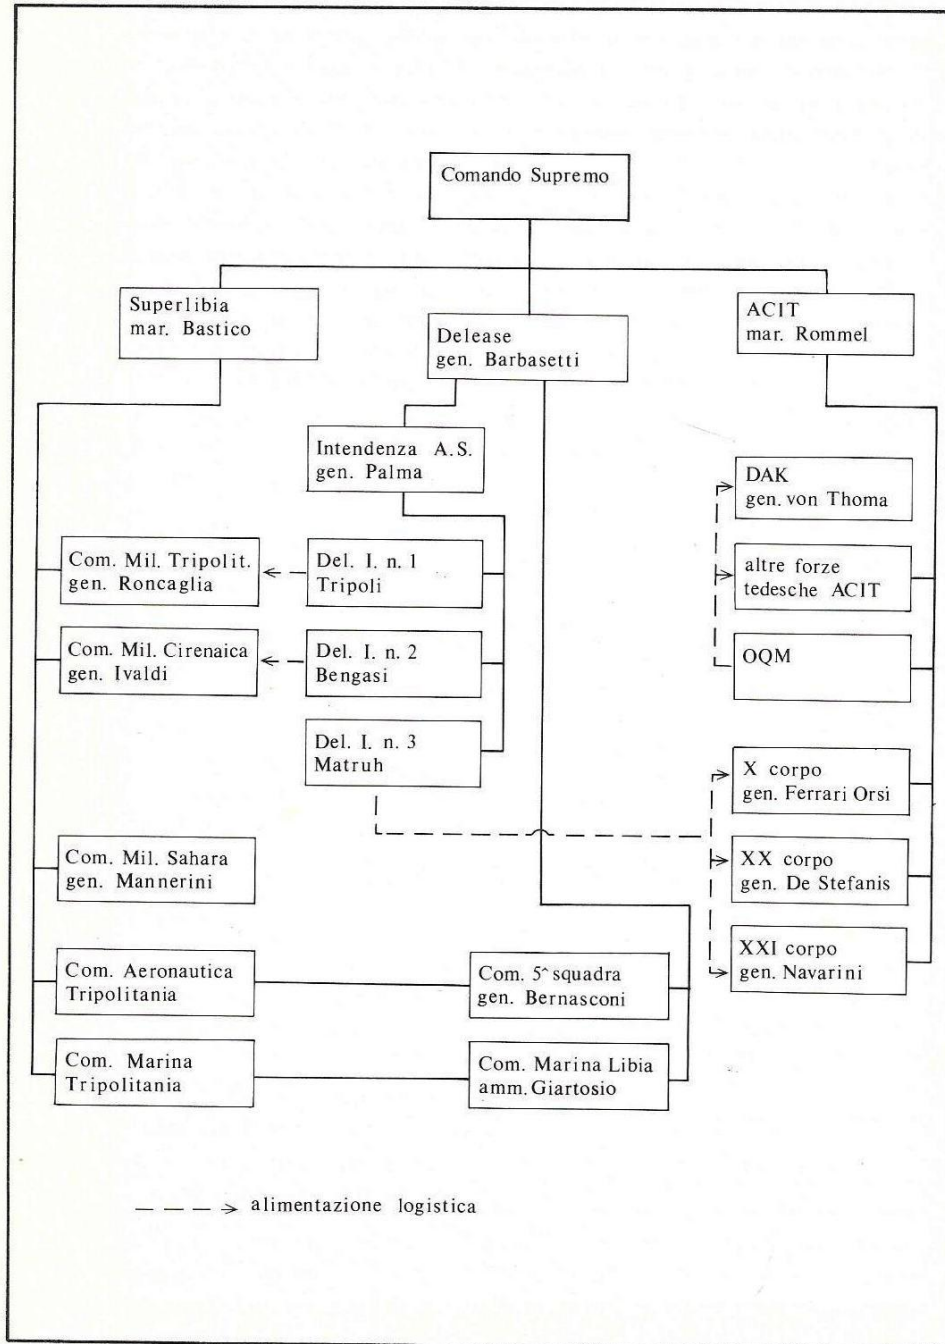 Comando Supremo
Superlibia
mar. Bastico
Delease
gen. Barbasetti
ACIT
mar. Rommel
Intendenza A.S.
gen. Palma
DAK
gen. von Thoma
Com. Mil. Tripolit.
gen. Roncaglia
Del. I. n. 1
Tripoli
altre forze
tedesche ACIT
Com. Mil. Cirenaica
gen. Ivaldi
Del. I. n. 2
Bengasi
OQM
Del. I. n. 3
Matruh
X corpo
gen. Ferrari Orsi
Com. Mil. Sahara
gen. Mannerini
XX corpo
gen. De Stefanis
XXI corpo
gen. Navarini
Com. Aeronautica
Tripolitania
Com. 5^ squadra
gen. Bernasconi
Com. Marina
Tripolitania
Com. Marina Libia
amm. Giartosio
alimentazione logistica